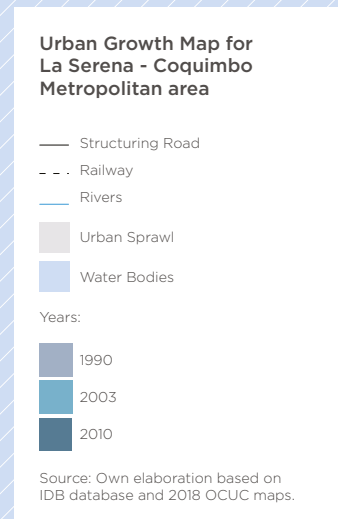 Urban Growth Map for
La Serena - Coquimbo
Metropolitan area
Structuring Road
Railway
Rivers
Urban Sprawl
Water Bodies
Years:
1990
2003
2010
Source: Own elaboration based on
IDB database and 2018 OCUC maps.